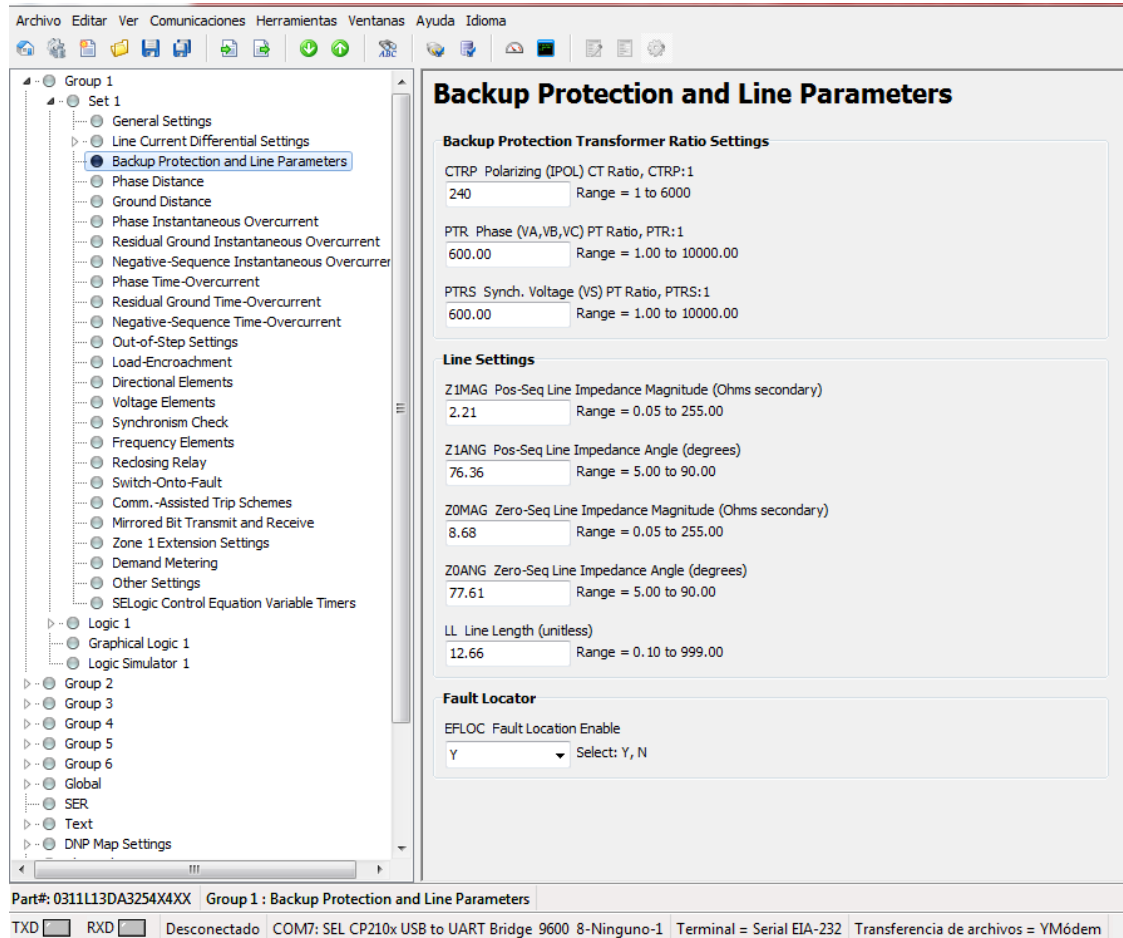 Archivo Editar Ver Comunicaciones Herramientas Ventanas Ayuda Idioma
Group 1
Set 1
General Settings
Line Current Differential Settings
Backup Protection and Line Parameters
Phase Distance
Ground Distance
Phase Instantaneous Overcurrent
Residual Ground Instantaneous Overcurrent
Negative-Sequence Instantaneous Overcurrer
Phase Time-Overcurrent
Residual Ground Time-Overcurrent
Negative-Sequence Time-Overcurrent
Out-of-Step Settings
Load-Encroachment
Directional Elements
Voltage Elements
Synchronism Check
Frequency Elements
Reclosing Relay
Switch-Onto-Fault
Comm.-Assisted Trip Schemes
Mirrored Bit Transmit and Receive
Zone 1 Extension Settings
Demand Metering
Other Settings
SELogic Control Equation Variable Timers
Logic 1
Graphical Logic 1
Logic Simulator 1
Group 2
Group 3
Group 4
Group 5
Group 6
Global
SER
Text
DNP Map Settings
Backup Protection and Line Parameters
Backup Protection Transformer Ratio Settings
CTRP Polarizing (IPOL) CT Ratio, CTRP:1
240 Range = 1 to 6000
PTR Phase (VA,VB,VC) PT Ratio, PTR:1
600.00 Range = 1.00 to 10000.00
PTRS Synch. Voltage (VS) PT Ratio, PTRS:1
600.00 Range = 1.00 to 10000.00
Line Settings
Z1MAG Pos-Seq Line Impedance Magnitude (Ohms secondary)
2.21 Range = 0.05 to 255.00
Z1ANG Pos-Seq Line Impedance Angle (degrees)
76.36 Range = 5.00 to 90.00
Z0MAG Zero-Seq Line Impedance Magnitude (Ohms secondary)
8.68 Range = 0.05 to 255.00
Z0ANG Zero-Seq Line Impedance Angle (degrees)
77.61 Range = 5.00 to 90.00
LL Line Length (unitless)
12.66 Range = 0.10 to 999.00
Fault Locator
EFLOC Fault Location Enable
Y Select: Y, N
Part#: 0311L13DA3254X4XX Group 1 : Backup Protection and Line Parameters
TXD RXD Desconectado COM7: SEL CP210x USB to UART Bridge 9600 8-Ninguno-1 Terminal = Serial EIA-232 Transferencia de archivos = YMódem